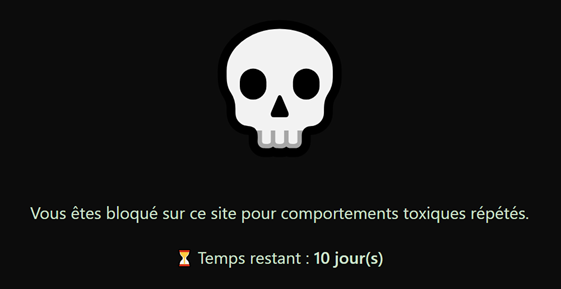 Vous êtes bloqué sur ce site pour comportements toxiques répétés.
⏳ Temps restant : 10 jour(s)